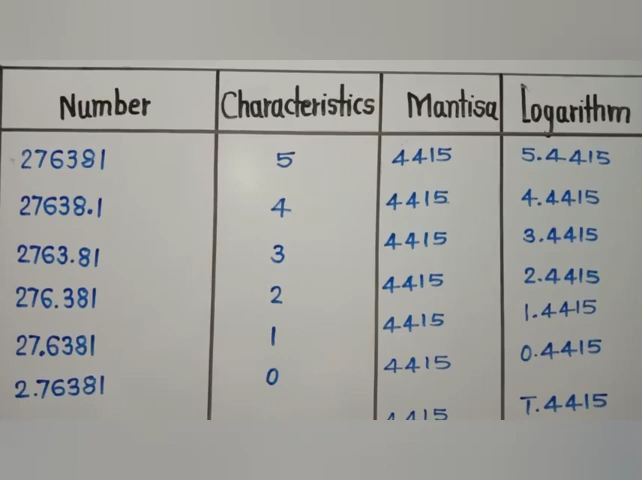 Number Characteristics Mantisa Logarithm
276381 5 4415 5.4415
27638.1 4 4415 4.4415
2763.81 3 4415 3.4415
276.381 2 4415 2.4415
27.6381 1 4415 1.4415
2.76381 0 4415 0.4415
4415 T.4415